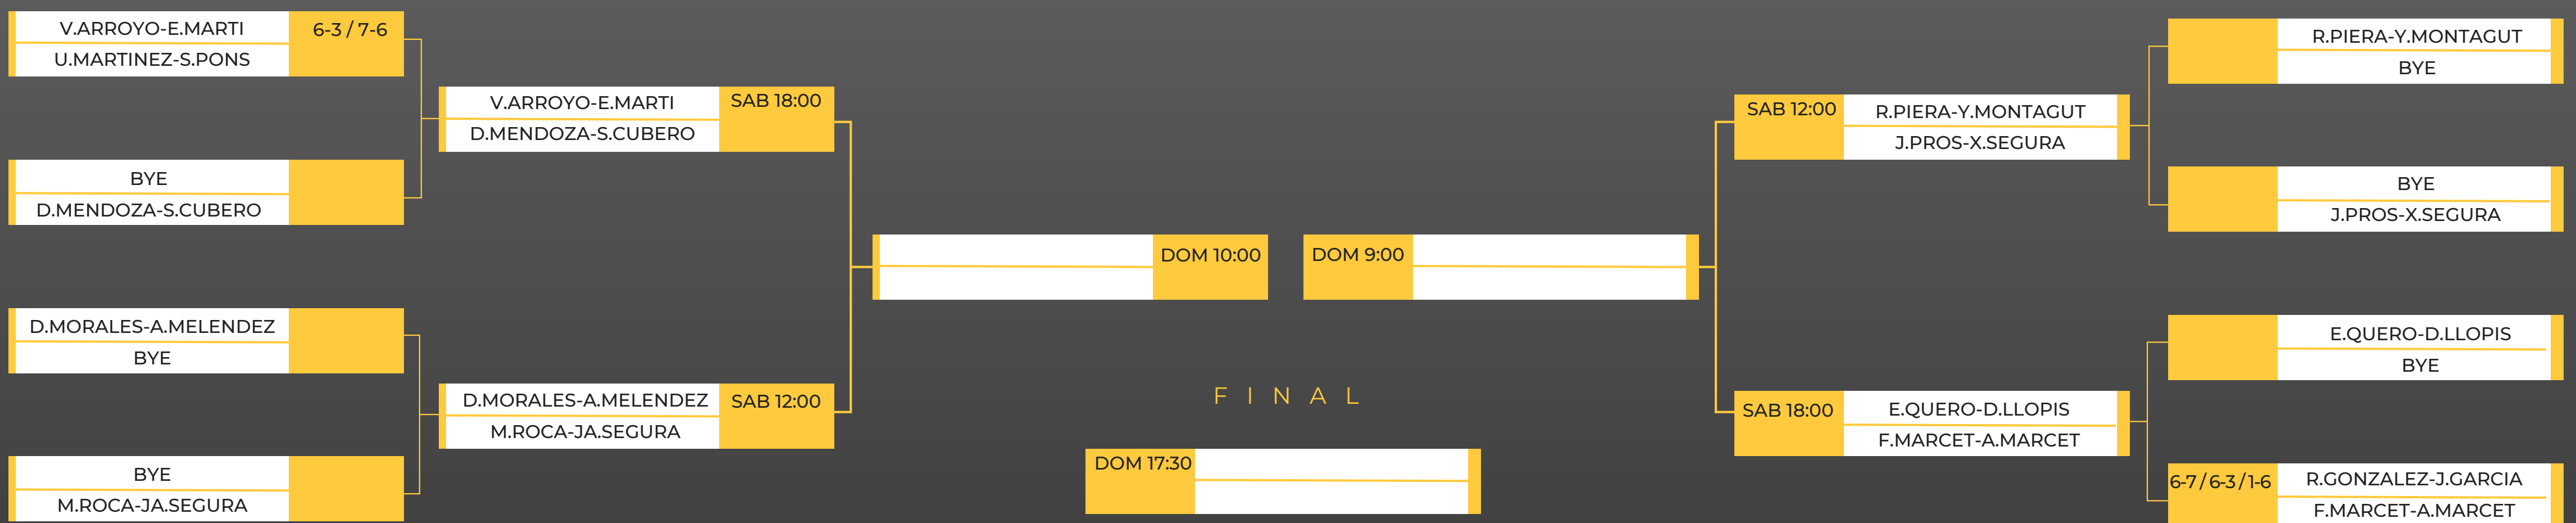 V.ARROYO-E.MARTI
6-3 / 7-6
U.MARTINEZ-S.PONS
BYE
D.MENDOZA-S.CUBERO
D.MORALES-A.MELENDEZ
BYE
BYE
M.ROCA-JA.SEGURA
V.ARROYO-E.MARTI
SAB 18:00
D.MENDOZA-S.CUBERO
D.MORALES-A.MELENDEZ
SAB 12:00
M.ROCA-JA.SEGURA
DOM 10:00
DOM 9:00
FINAL
DOM 17:30
SAB 12:00
R.PIERA-Y.MONTAGUT
J.PROS-X.SEGURA
SAB 18:00
E.QUERO-D.LLOPIS
F.MARCET-A.MARCET
R.PIERA-Y.MONTAGUT
BYE
BYE
J.PROS-X.SEGURA
E.QUERO-D.LLOPIS
BYE
6-7 / 6-3 / 1-6
R.GONZALEZ-J.GARCIA
F.MARCET-A.MARCET